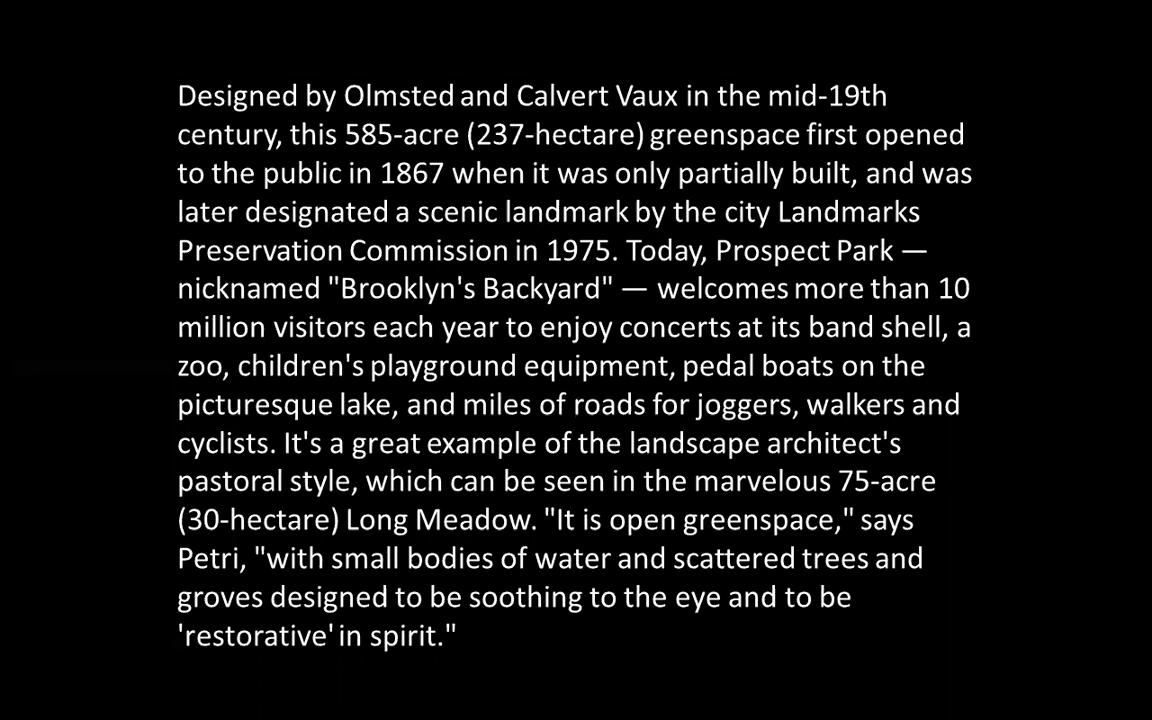 Designed by Olmsted and Calvert Vaux in the mid-19th
century, this 585-acre (237-hectare) greenspace first opened
to the public in 1867 when it was only partially built, and was
later designated a scenic landmark by the city Landmarks
Preservation Commission in 1975. Today, Prospect Park —
nicknamed "Brooklyn's Backyard" — welcomes more than 10
million visitors each year to enjoy concerts at its band shell, a
zoo, children's playground equipment, pedal boats on the
picturesque lake, and miles of roads for joggers, walkers and
cyclists. It's a great example of the landscape architect's
pastoral style, which can be seen in the marvelous 75-acre
(30-hectare) Long Meadow. "It is open greenspace," says
Petri, "with small bodies of water and scattered trees and
groves designed to be soothing to the eye and to be
'restorative' in spirit."